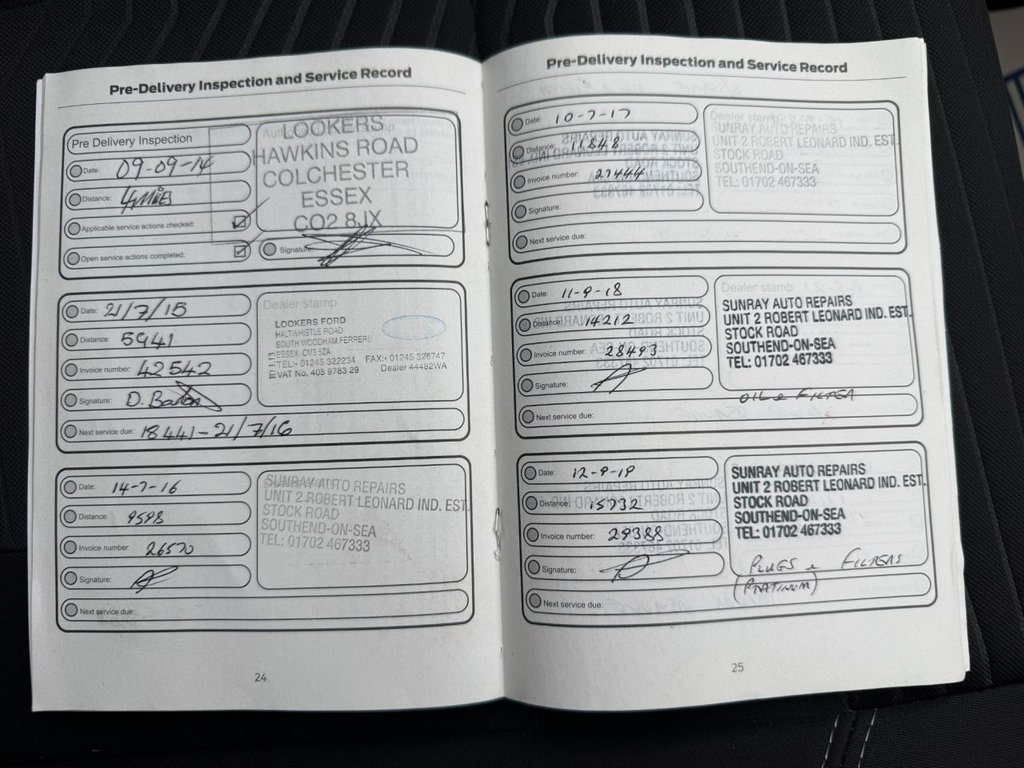 Pre-Delivery Inspection and Service Record
Pre Delivery Inspection
Date: 09-09-14
Distance: 4 MILES
Applicable service actions checked:
Open service actions completed:
LOOKERS
HAWKINS ROAD
COLCHESTER
ESSEX
CO2 8JX
Signature:
Date: 21/7/15
Distance: 5941
Invoice number: 42542
Signature: D. Barton
Next service due: 18441-21/7/16
Dealer stamp
LOOKERS FORD
HALTWHISTLE ROAD
SOUTH WOODHAM FERRERS
ESSEX CM3 5ZA
TEL:- 01245 322234 FAX:- 01245 328747
VAT No. 405 9783 29 Dealer 44462WA
Date: 14-7-16
Distance: 9598
Invoice number: 26570
Signature:
Next service due:
SUNRAY AUTO REPAIRS
UNIT 2 ROBERT LEONARD IND. EST.
STOCK ROAD
SOUTHEND-ON-SEA
TEL: 01702 467333
24
Pre-Delivery Inspection and Service Record
Date: 10-7-17
Distance: 11848
Invoice number: 27444
Signature:
Next service due:
Dealer stamp
SUNRAY AUTO REPAIRS
UNIT 2 ROBERT LEONARD IND. EST.
STOCK ROAD
SOUTHEND-ON-SEA
TEL: 01702 467333
Date: 11-9-18
Distance: 14212
Invoice number: 28493
Signature:
Next service due:
Dealer stamp
SUNRAY AUTO REPAIRS
UNIT 2 ROBERT LEONARD IND. EST.
STOCK ROAD
SOUTHEND-ON-SEA
TEL: 01702 467333
OIL & FILTER
Date: 12-9-19
Distance: 15732
Invoice number: 29388
Signature:
Next service due:
SUNRAY AUTO REPAIRS
UNIT 2 ROBERT LEONARD IND. EST.
STOCK ROAD
SOUTHEND-ON-SEA
TEL: 01702 467333
PLUGS & FILTERS
(PLATINUM)
25